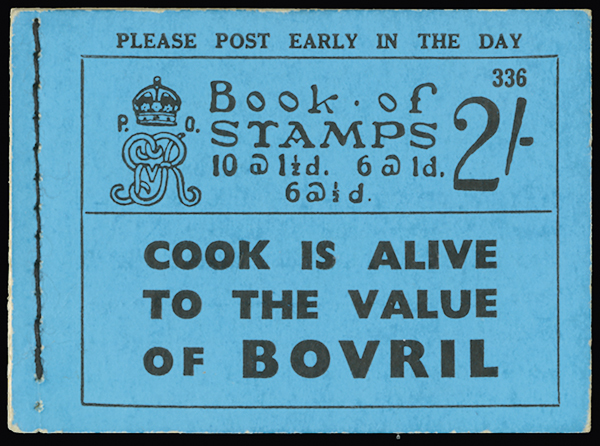 PLEASE POST EARLY IN THE DAY
336
P. O.
GRV
Book · of
STAMPS
2/-
10 @ 1½d. 6 @ 1d.
6 @ ½d.
COOK IS ALIVE
TO THE VALUE
OF BOVRIL